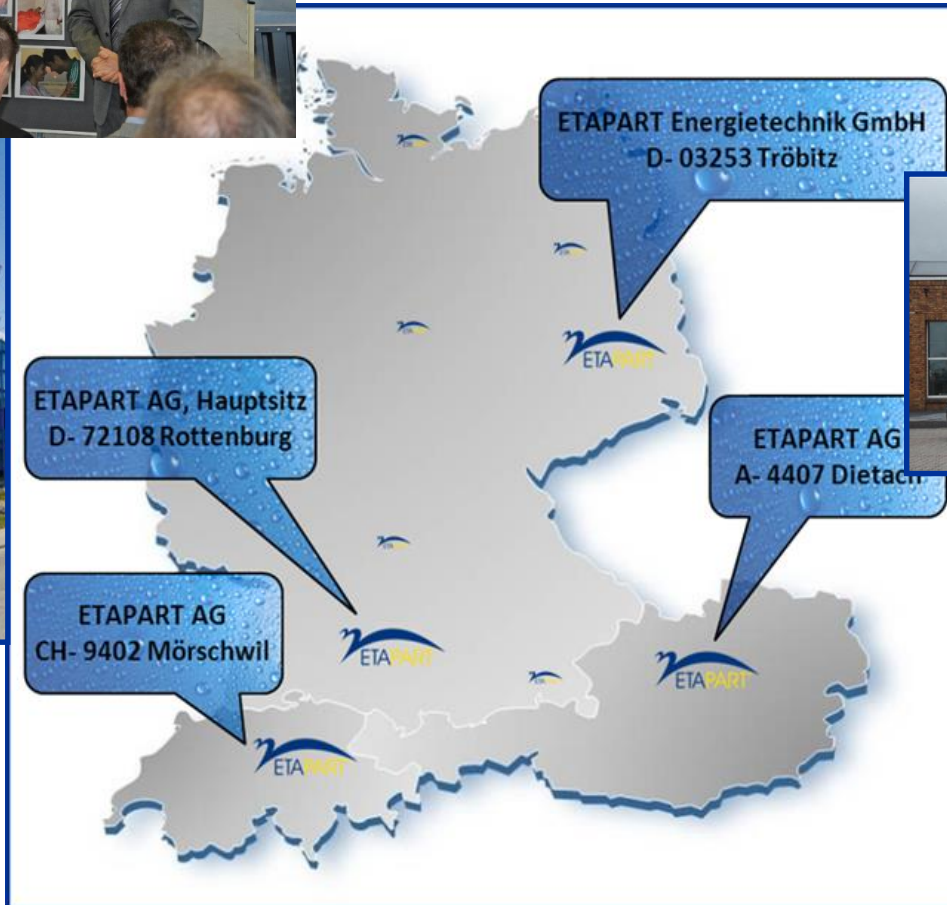 ETAPART Energietechnik GmbH
D- 03253 Tröbitz
ETAPART
ETAPART AG, Hauptsitz
D- 72108 Rottenburg
ETAPART AG
A- 4407 Dietach
ETAPART AG
CH- 9402 Mörschwil
ETAPART
ETAPART
ETAPART